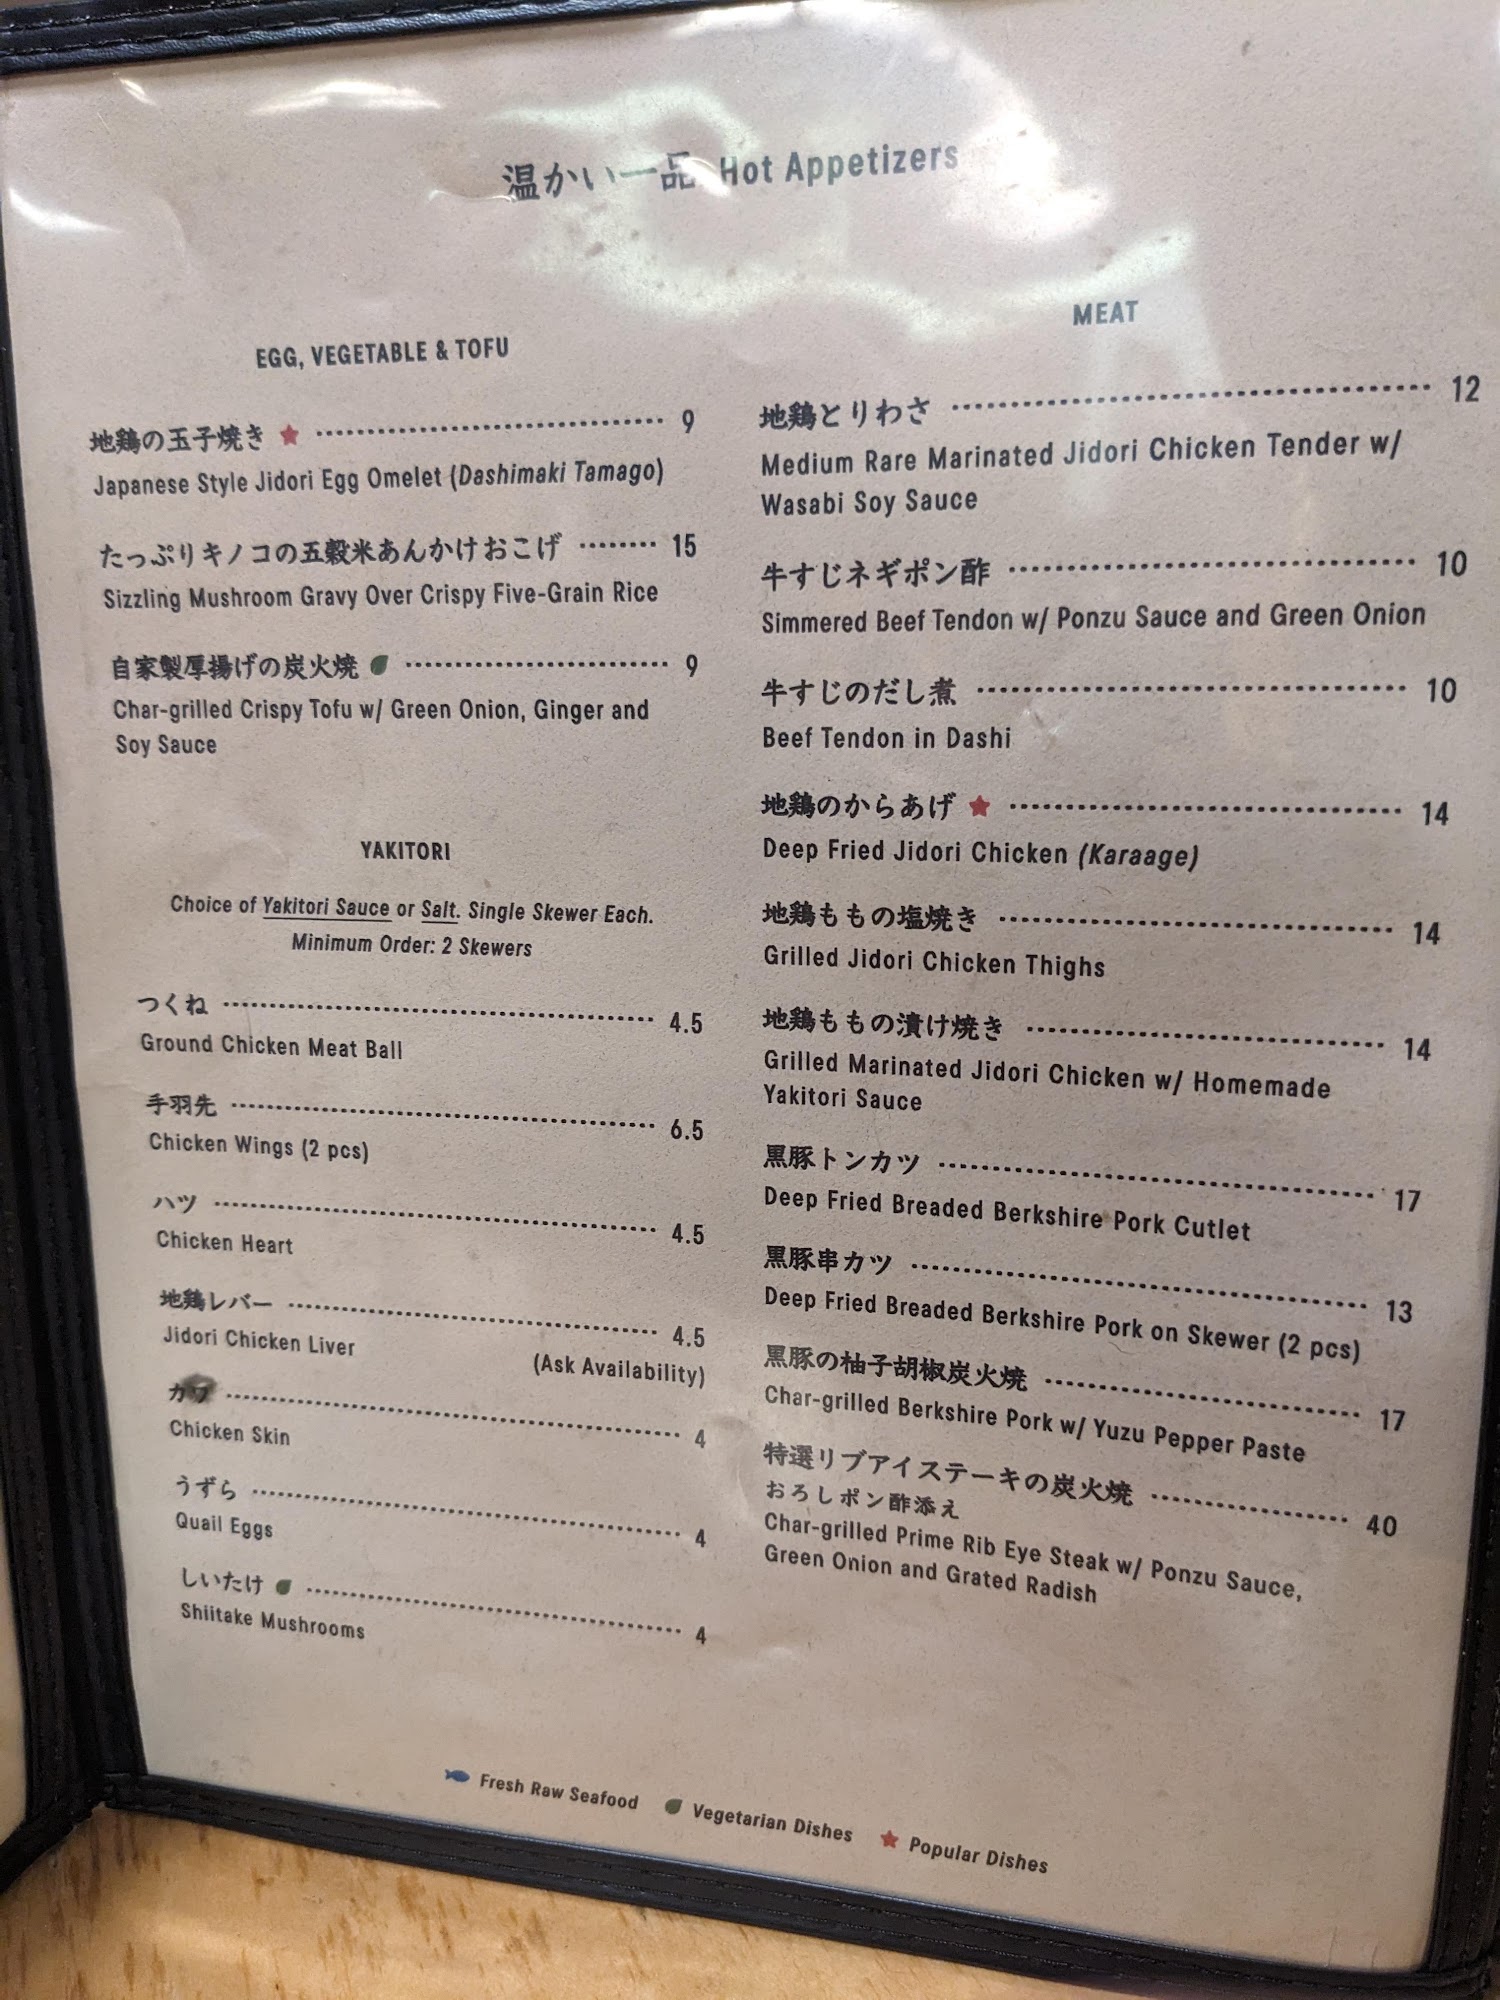 温かい一品 Hot Appetizers
EGG, VEGETABLE & TOFU
地鶏の玉子焼き 9
Japanese Style Jidori Egg Omelet (Dashimaki Tamago)
たっぷりキノコの五穀米あんかけおこげ 15
Sizzling Mushroom Gravy Over Crispy Five-Grain Rice
自家製厚揚げの炭火焼 9
Char-grilled Crispy Tofu w/ Green Onion, Ginger and
Soy Sauce
YAKITORI
Choice of Yakitori Sauce or Salt. Single Skewer Each.
Minimum Order: 2 Skewers
つくね 4.5
Ground Chicken Meat Ball
手羽先 6.5
Chicken Wings (2 pcs)
ハツ 4.5
Chicken Heart
地鶏レバー 4.5
Jidori Chicken Liver (Ask Availability)
カワ 4
Chicken Skin
うずら 4
Quail Eggs
しいたけ 4
Shiitake Mushrooms
MEAT
地鶏とりわさ 12
Medium Rare Marinated Jidori Chicken Tender w/
Wasabi Soy Sauce
牛すじネギポン酢 10
Simmered Beef Tendon w/ Ponzu Sauce and Green Onion
牛すじのだし煮 10
Beef Tendon in Dashi
地鶏のからあげ 14
Deep Fried Jidori Chicken (Karaage)
地鶏ももの塩焼き 14
Grilled Jidori Chicken Thighs
地鶏ももの漬け焼き 14
Grilled Marinated Jidori Chicken w/ Homemade
Yakitori Sauce
黒豚トンカツ 17
Deep Fried Breaded Berkshire Pork Cutlet
黒豚串カツ 13
Deep Fried Breaded Berkshire Pork on Skewer (2 pcs)
黒豚の柚子胡椒炭火焼 17
Char-grilled Berkshire Pork w/ Yuzu Pepper Paste
特選リブアイステーキの炭火焼 40
おろしポン酢添え
Char-grilled Prime Rib Eye Steak w/ Ponzu Sauce,
Green Onion and Grated Radish
Fresh Raw Seafood Vegetarian Dishes Popular Dishes